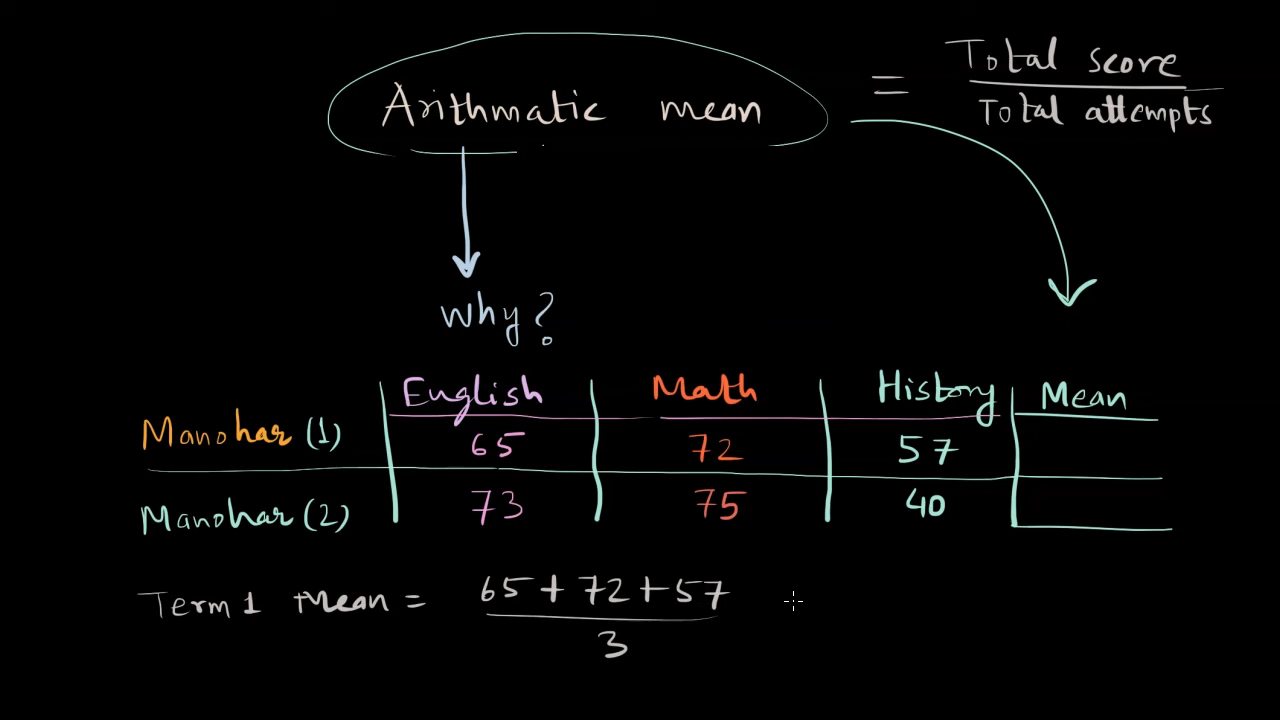 Arithmatic mean = Total score / Total attempts
Why?
English Math History Mean
Manohar (1) 65 72 57
Manohar (2) 73 75 40
Term 1 Mean = 65 + 72 + 57 / 3